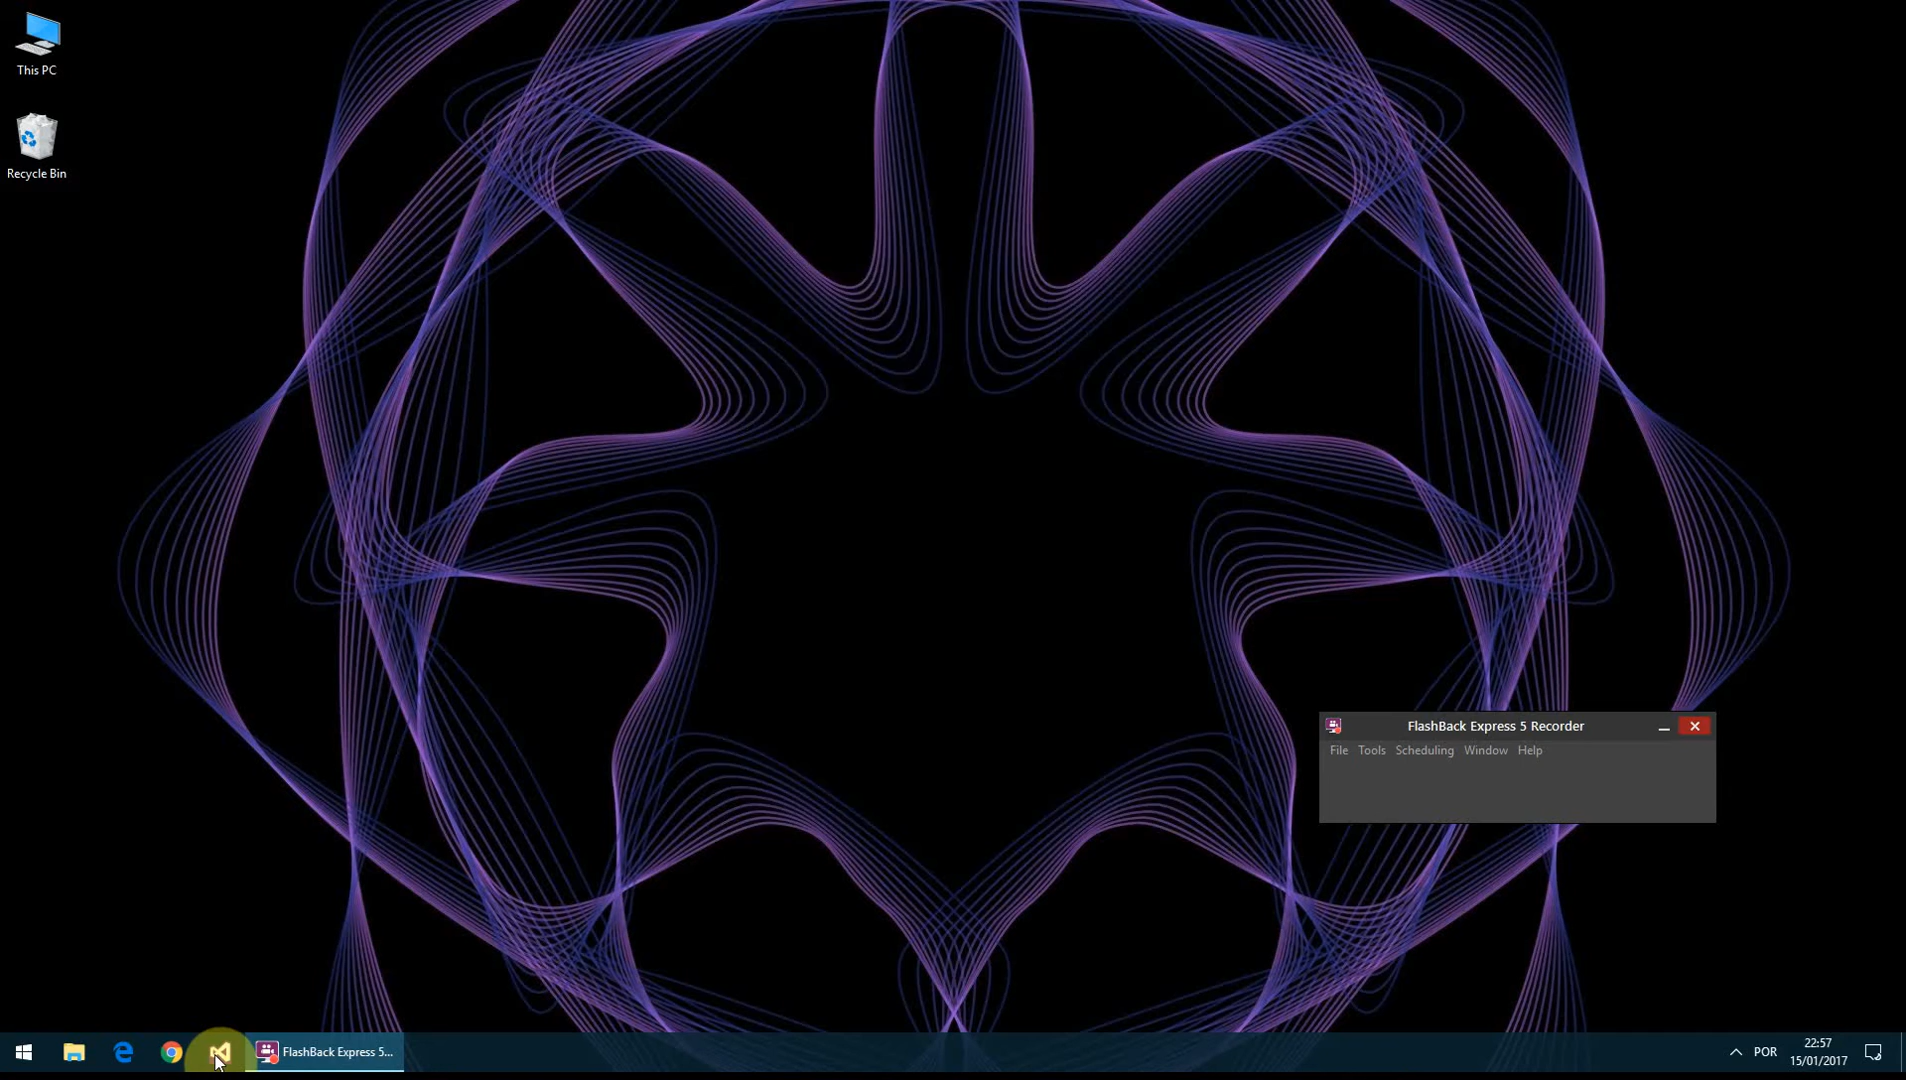 This PC
Recycle Bin
FlashBack Express 5 Recorder
File Tools Scheduling Window Help
FlashBack Express 5...
POR
22:57
15/01/2017